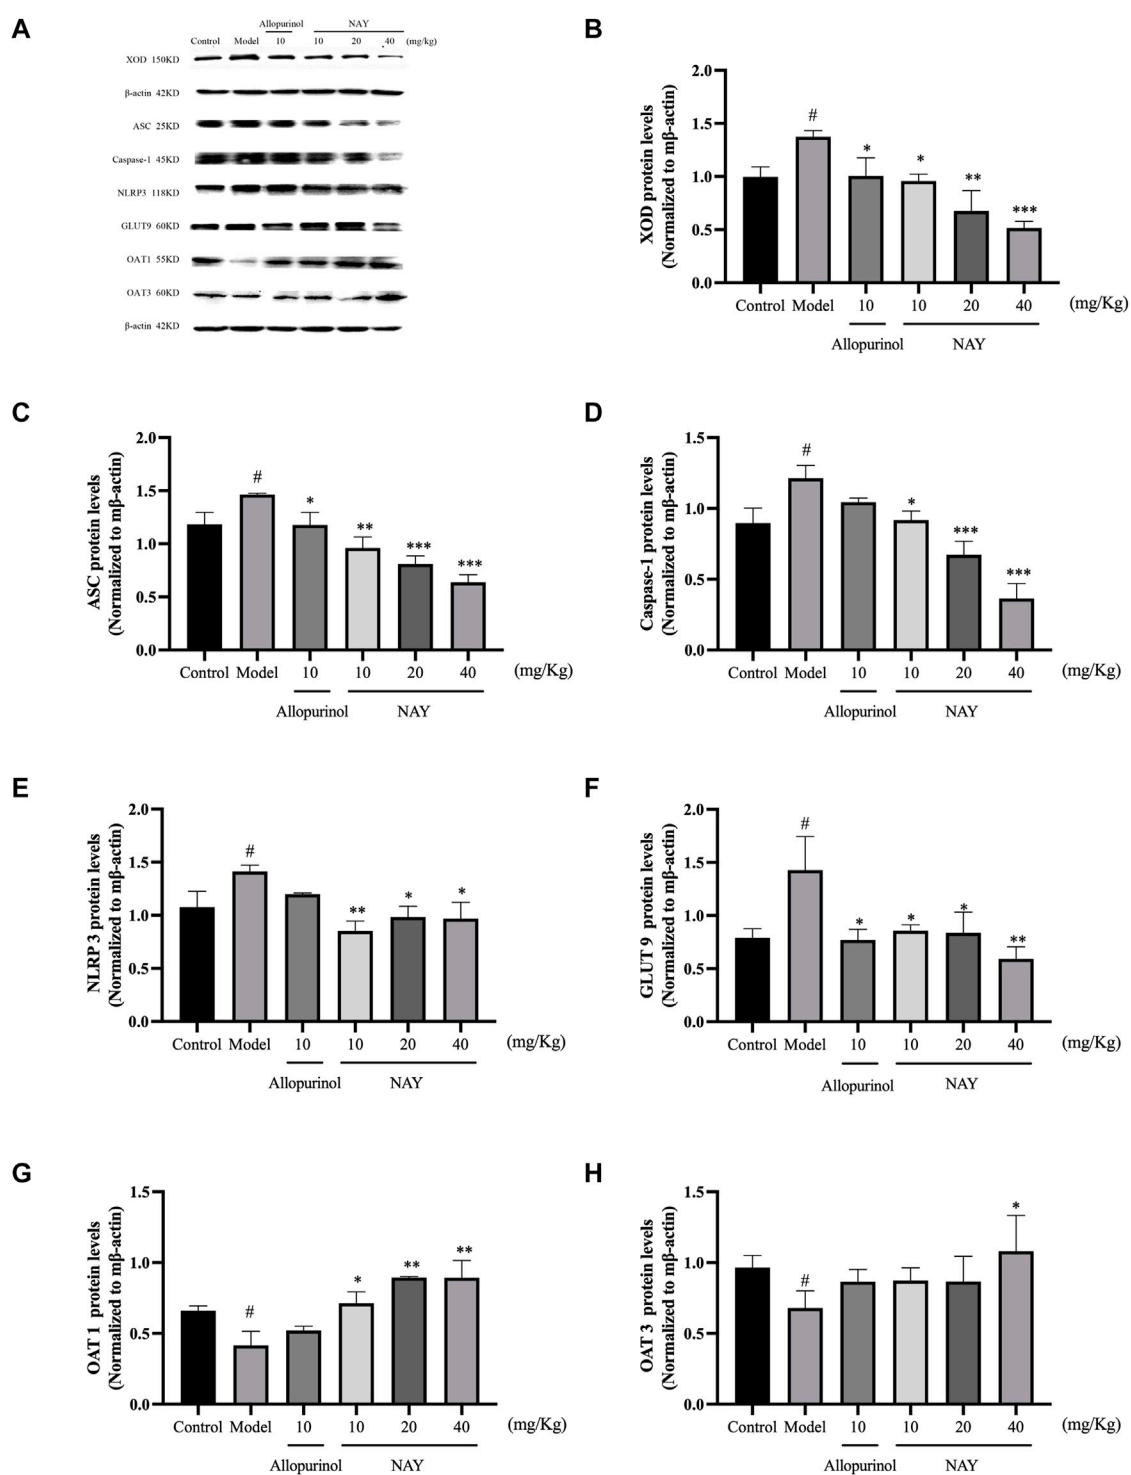 A
Allopurinol NAY
Control Model 10 10 20 40 (mg/kg)
XOD 150KD
β-actin 42KD
ASC 25KD
Caspase-1 45KD
NLRP3 118KD
GLUT9 60KD
OAT1 55KD
OAT3 60KD
β-actin 42KD
B
XOD protein levels
(Normalized to mβ-actin)
2.0
1.5
1.0
0.5
0.0
# * * ** ***
Control Model 10 10 20 40 (mg/Kg)
Allopurinol NAY
C
ASC protein levels
(Normalized to mβ-actin)
2.0
1.5
1.0
0.5
0.0
# * ** *** ***
Control Model 10 10 20 40 (mg/Kg)
Allopurinol NAY
D
Caspase-1 protein levels
(Normalized to mβ-actin)
1.5
1.0
0.5
0.0
# * *** ***
Control Model 10 10 20 40 (mg/Kg)
Allopurinol NAY
E
NLRP 3 protein levels
(Normalized to mβ-actin)
2.0
1.5
1.0
0.5
0.0
# ** * *
Control Model 10 10 20 40 (mg/Kg)
Allopurinol NAY
F
GLUT 9 protein levels
(Normalized to mβ-actin)
2.0
1.5
1.0
0.5
0.0
# * * * **
Control Model 10 10 20 40 (mg/Kg)
Allopurinol NAY
G
OAT 1 protein levels
(Normalized to mβ-actin)
1.5
1.0
0.5
0.0
# * ** **
Control Model 10 10 20 40 (mg/Kg)
Allopurinol NAY
H
OAT 3 protein levels
(Normalized to mβ-actin)
1.5
1.0
0.5
0.0
# *
Control Model 10 10 20 40 (mg/Kg)
Allopurinol NAY